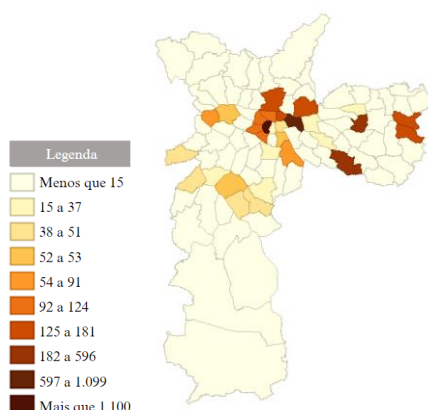 Legenda
Menos que 15
15 a 37
38 a 51
52 a 53
54 a 91
92 a 124
125 a 181
182 a 596
597 a 1.099
Mais que 1.100